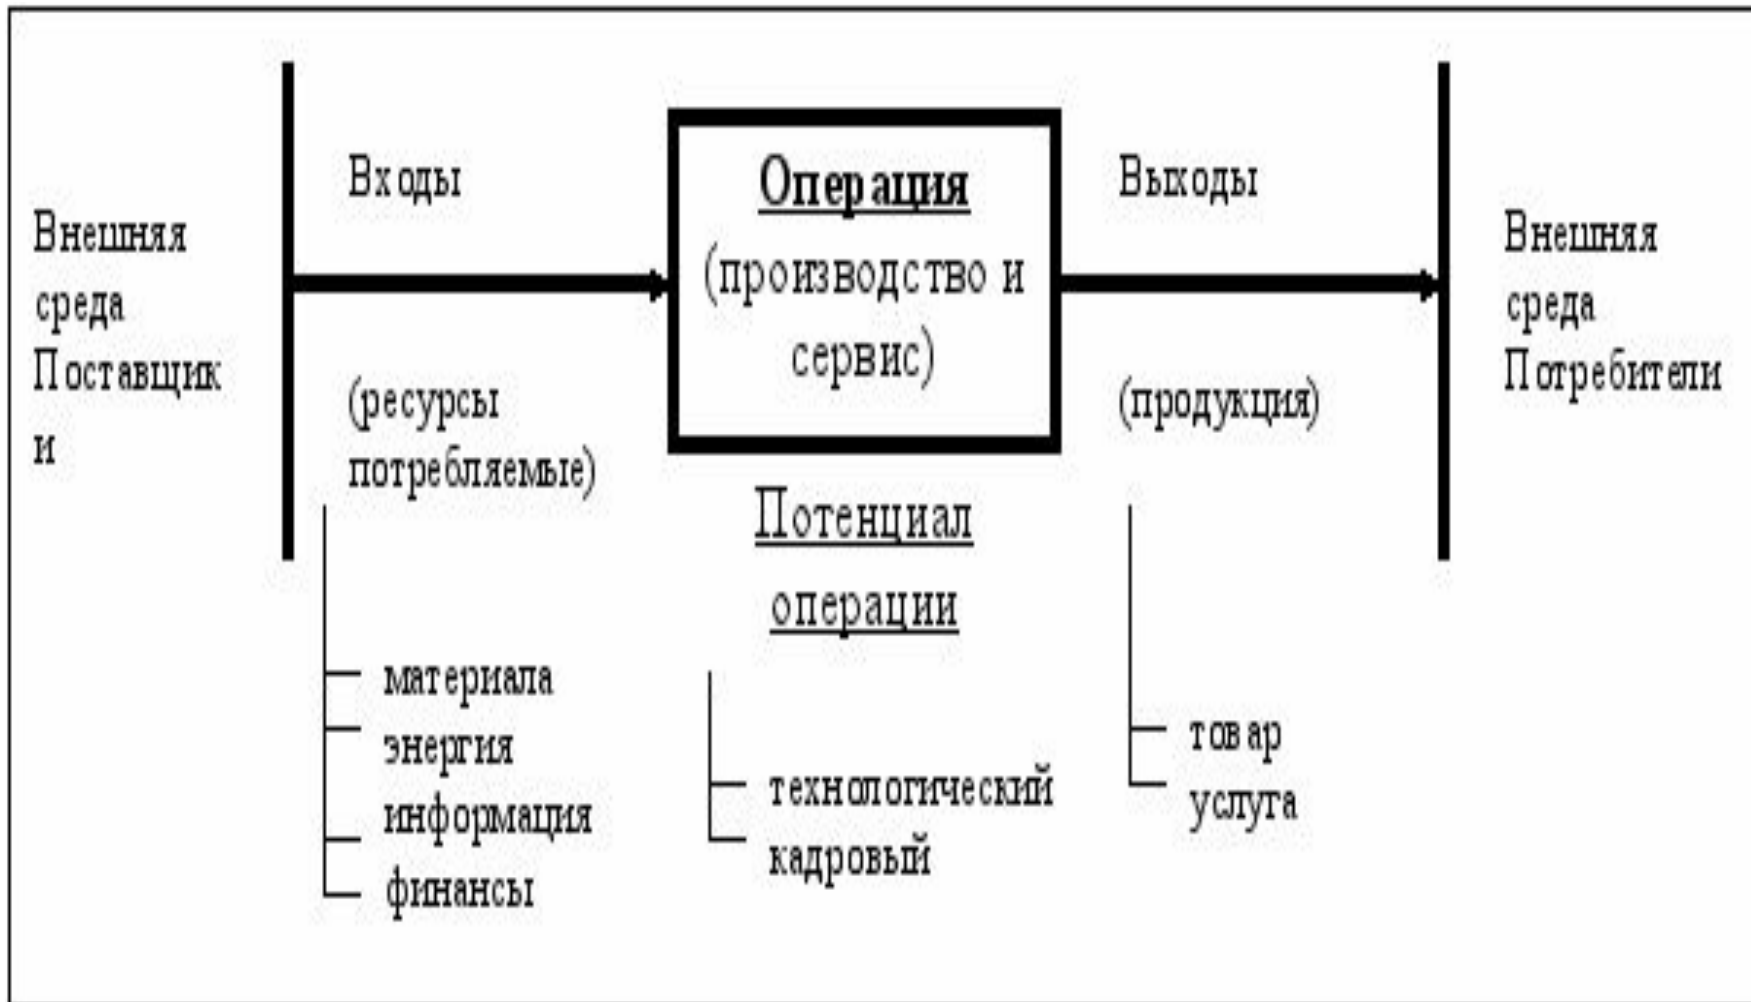 Внешняя
среда
Поставщик
и
Входы
(ресурсы
потребляемые)
материала
энергия
информация
финансы
Операция
(производство и
сервис)
Потенциал
операции
технологический
кадровый
Выходы
(продукция)
товар
услуга
Внешняя
среда
Потребители